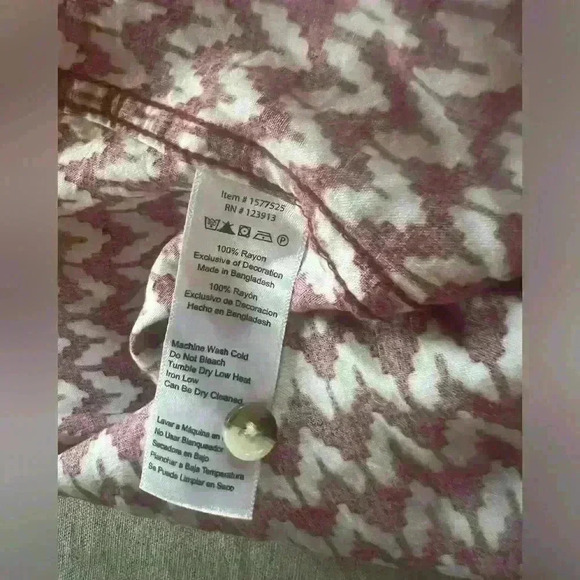 Item # 1577525
RN # 123913
100% Rayon
Exclusive of Decoration
Made in Bangladesh
100% Rayón
Exclusivo de Decoracion
Hecho en Bangladesh
Machine Wash Cold
Do Not Bleach
Tumble Dry Low Heat
Iron Low
Can Be Dry Cleaned
Lavar a Máquina en
No Usar Blanqueador
Secadora en Bajo
Planchar a Baja Temperatura
Se Puede Limpiar en Seco